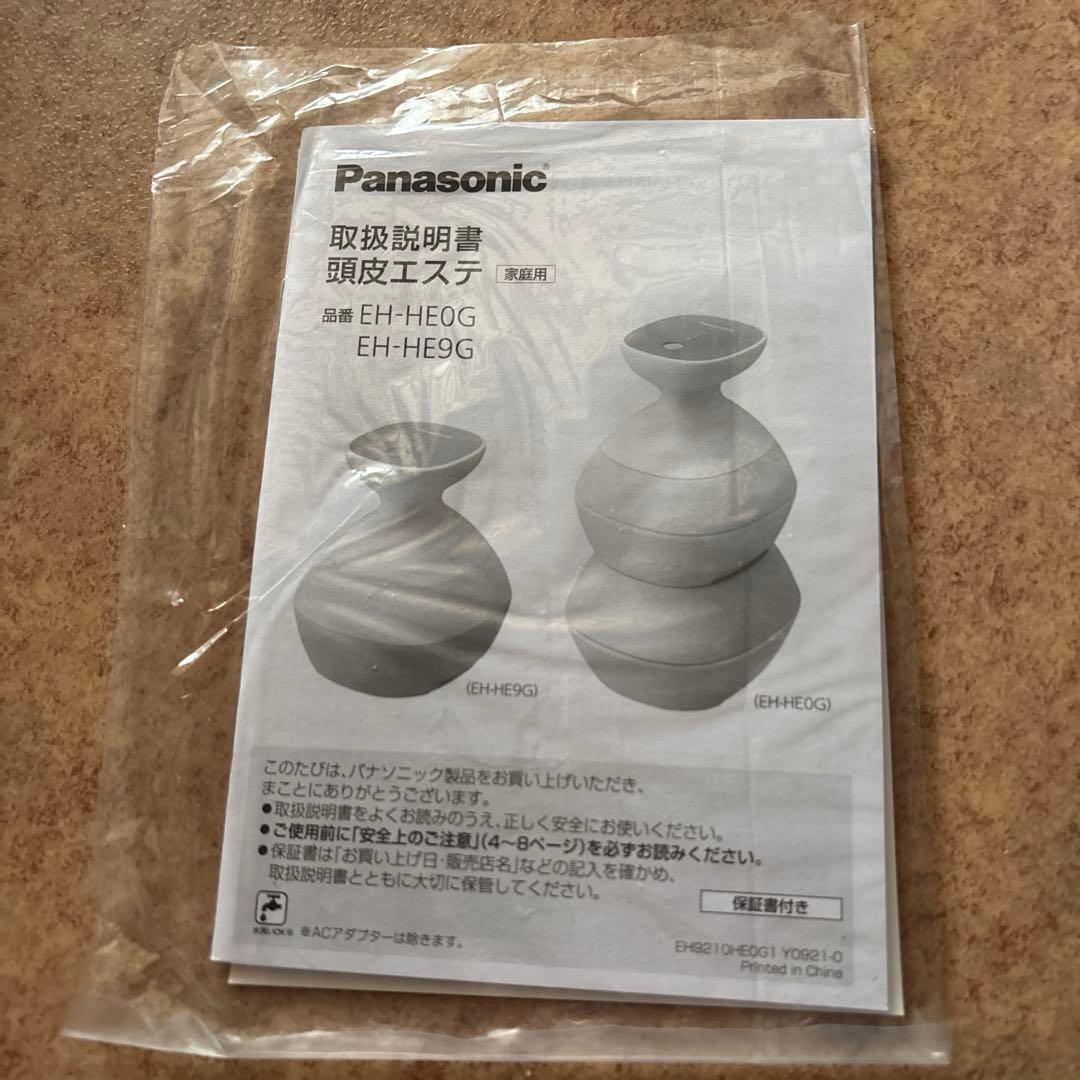 Panasonic®
取扱説明書
頭皮エステ 家庭用
品番 EH-HE0G
EH-HE9G
(EH-HE9G)
(EH-HE0G)
このたびは、パナソニック製品をお買い上げいただき、
まことにありがとうございます。
●取扱説明書をよくお読みのうえ、正しく安全にお使いください。
●ご使用前に「安全上のご注意」(4～8ページ)を必ずお読みください。
●保証書は「お買い上げ日・販売店名」などの記入を確かめ、
取扱説明書とともに大切に保管してください。
保証書付き
水洗いOK※ ※ACアダプターは除きます。
EH9210HE0G1 Y0921-0
Printed in China